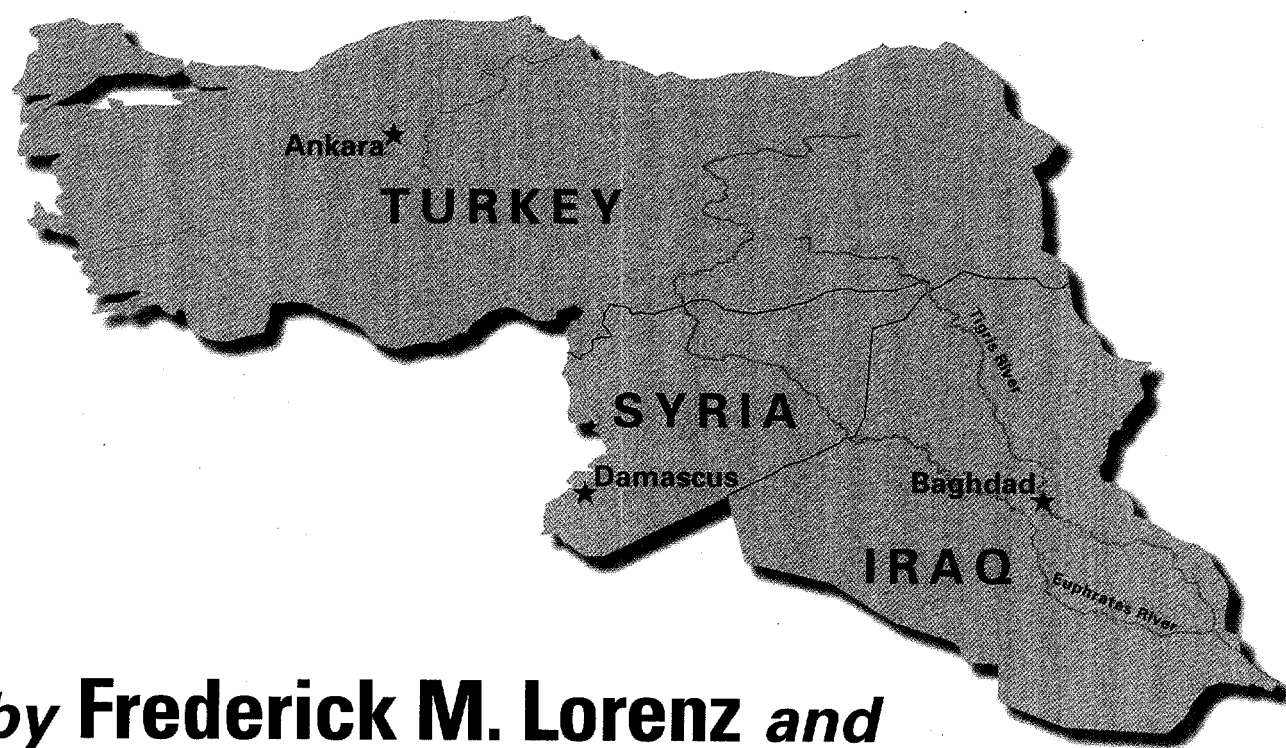 Ankara
TURKEY
Tigris River
SYRIA
Damascus
Baghdad
IRAQ
Euphrates River
by Frederick M. Lorenz and